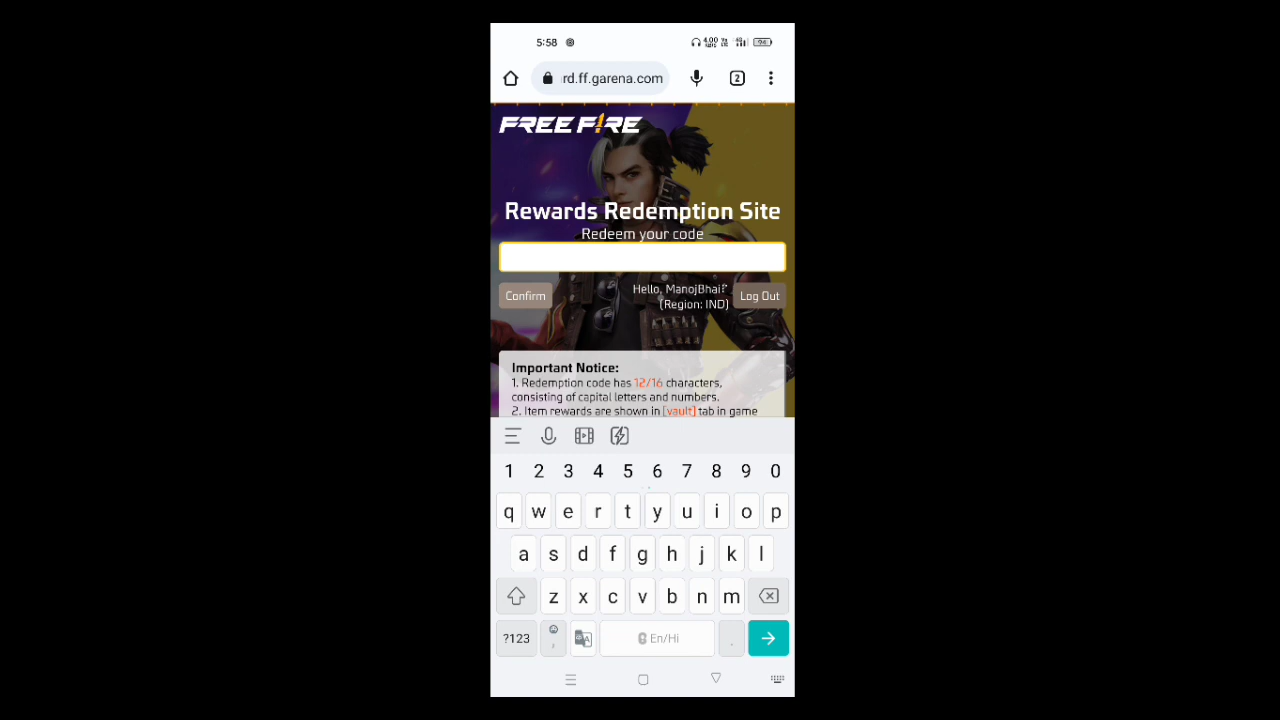 5:58 4.00
rd.ff.garena.com 2
FREE FIRE
Rewards Redemption Site
Redeem your code
Confirm Hello, ManojBhai Log Out
(Region: IND)
Important Notice:
1. Redemption code has 12/16 characters,
consisting of capital letters and numbers.
2. Item rewards are shown in [vault] tab in game
1 2 3 4 5 6 7 8 9 0
q w e r t y u i o p
a s d f g h j k l
z x c v b n m
?123 , En/Hi .